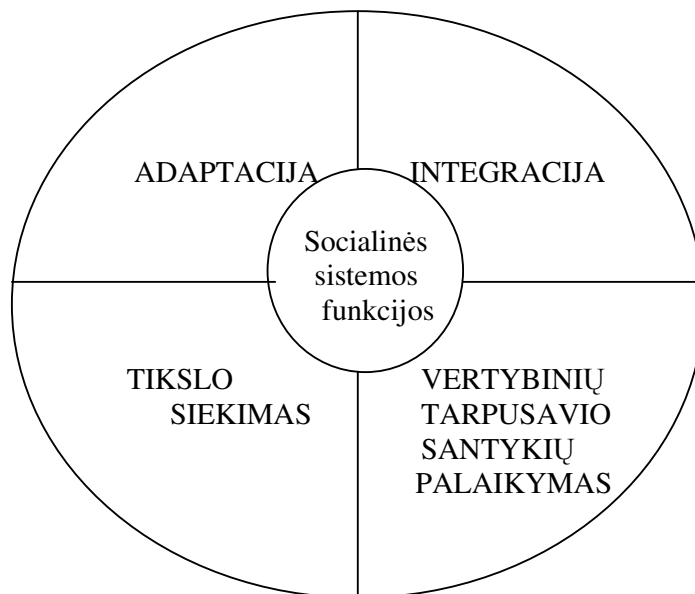 ADAPTACIJA
INTEGRACIJA
Socialinės
sistemos
funkcijos
TIKSLO
SIEKIMAS
VERTYBINIŲ
TARPUSAVIO
SANTYKIŲ
PALAIKYMAS